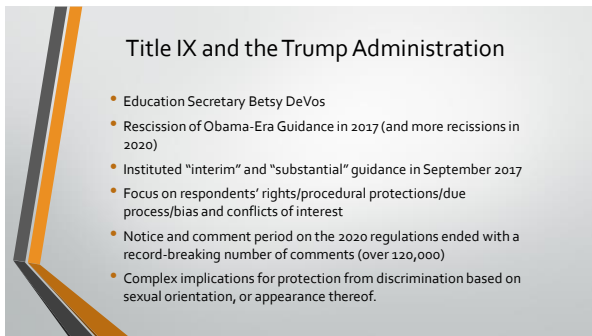 Title IX and the Trump Administration
• Education Secretary Betsy DeVos
• Rescission of Obama-Era Guidance in 2017 (and more recissions in
2020)
• Instituted “interim” and “substantial” guidance in September 2017
• Focus on respondents’ rights/procedural protections/due
process/bias and conflicts of interest
• Notice and comment period on the 2020 regulations ended with a
record-breaking number of comments (over 120,000)
• Complex implications for protection from discrimination based on
sexual orientation, or appearance thereof.